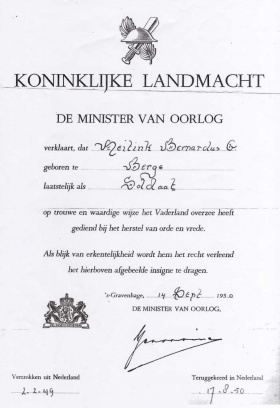 KONINKLIJKE LANDMACHT
DE MINISTER VAN OORLOG
verklaart, dat Meilink Bernardus G
geboren te Berge
laatstelijk als Soldaat
op trouwe en waardige wijze het Vaderland overzee heeft
gediend bij het herstel van orde en vrede.
Als blijk van erkentelijkheid wordt hem het recht verleend
het hierboven afgebeelde insigne te dragen.
's-Gravenhage, 14 Sept 1950
DE MINISTER VAN OORLOG,
Vertrokken uit Nederland
2-2-49
Teruggekeerd in Nederland
17-8-50